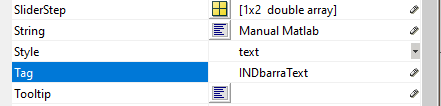 SliderStep [1x2 double array]
String Manual Matlab
Style text
Tag INDbarraText
Tooltip